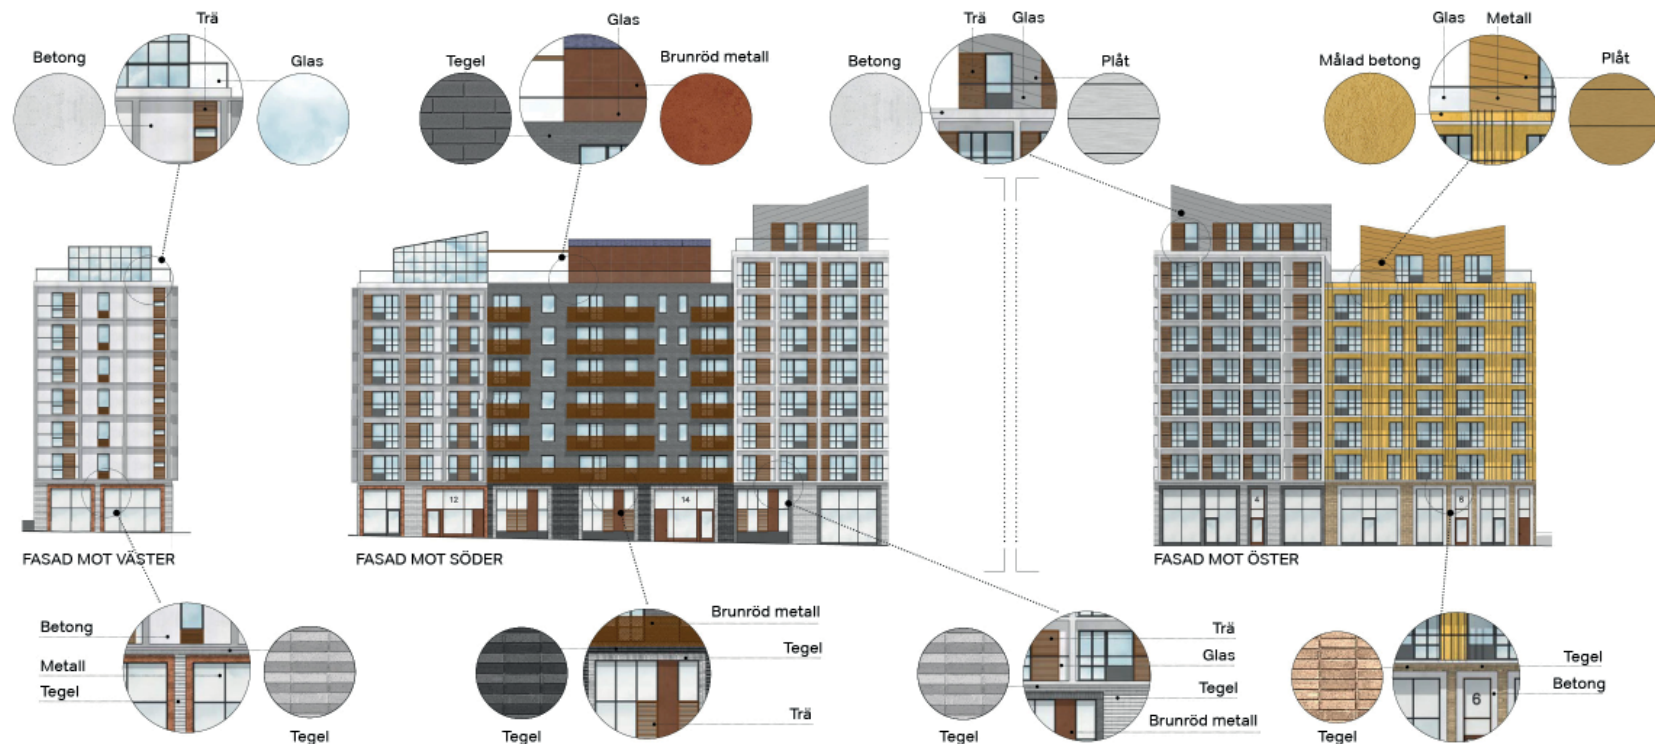 Trä
Betong
Glas
Glas
Tegel
Brunröd metall
Trä
Glas
Betong
Plåt
Glas
Metall
Målad betong
Plåt
12
14
4
6
FASAD MOT VÄSTER
FASAD MOT SÖDER
FASAD MOT ÖSTER
Betong
Metall
Tegel
Tegel
Brunröd metall
Tegel
Trä
Tegel
Trä
Glas
Tegel
Brunröd metall
Tegel
Tegel
Betong
6
Tegel